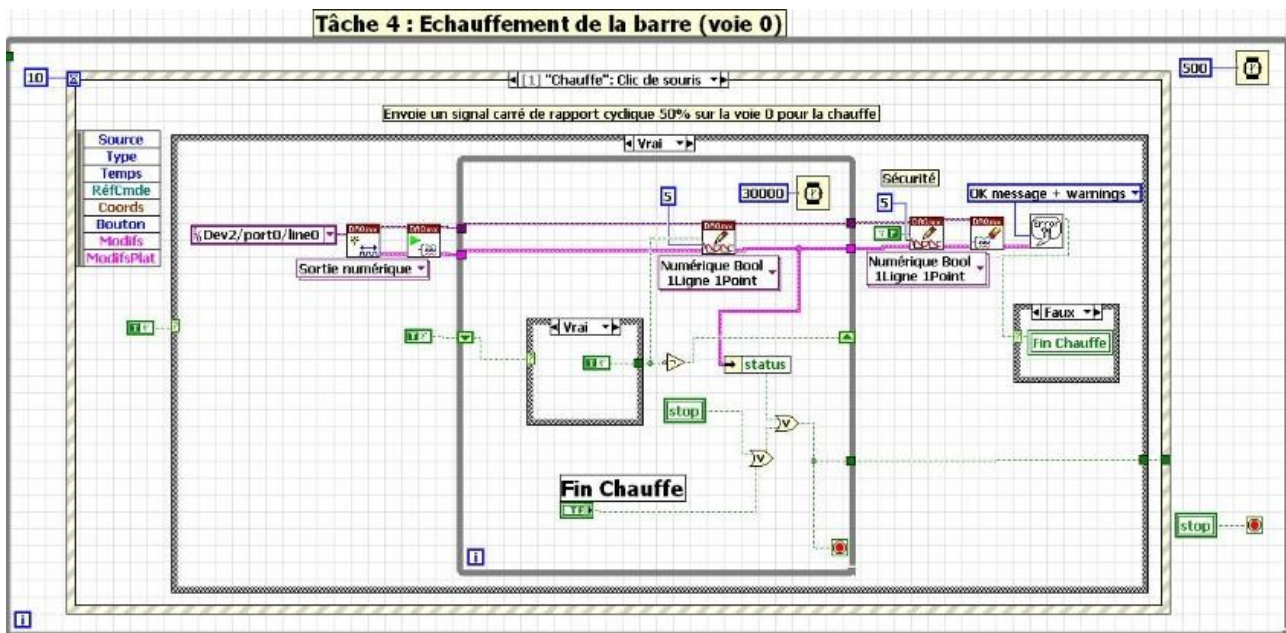 Tâche 4 : Echauffement de la barre (voie 0)
10
[1] "Chauffe": Clic de souris
500
Envoie un signal carré de rapport cyclique 50% sur la voie 0 pour la chauffe
Source
Type
Temps
RéfCmde
Coords
Bouton
Modifs
ModifsPlat
Vrai
Dev2/port0/line0
Sortie numérique
5
30000
Numérique Bool
1Ligne 1Point
Sécurité
5
OK message + warnings
Numérique Bool
1Ligne 1Point
Error
Vrai
status
stop
Fin Chauffe
TF
i
Faux
Fin Chauffe
stop
i